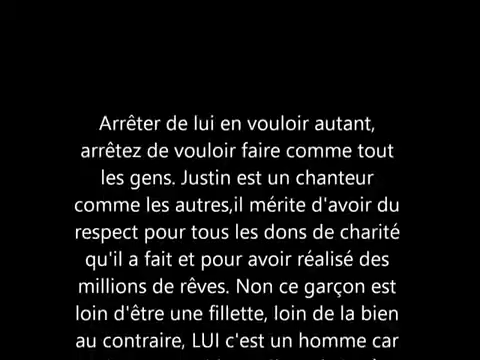 Arrêter de lui en vouloir autant,
arrêtez de vouloir faire comme tout
les gens. Justin est un chanteur
comme les autres,il mérite d'avoir du
respect pour tous les dons de charité
qu'il a fait et pour avoir réalisé des
millions de rêves. Non ce garçon est
loin d'être une fillette, loin de la bien
au contraire, LUI c'est un homme car